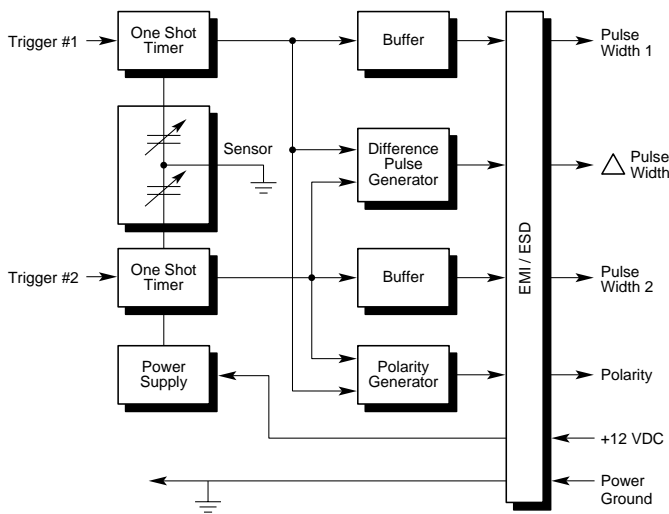 Trigger #1
One Shot
Timer
Buffer
Pulse
Width 1
Sensor
Difference
Pulse
Generator
△ Pulse
Width
EMI / ESD
Trigger #2
One Shot
Timer
Buffer
Pulse
Width 2
Power
Supply
Polarity
Generator
Polarity
+12 VDC
Power
Ground